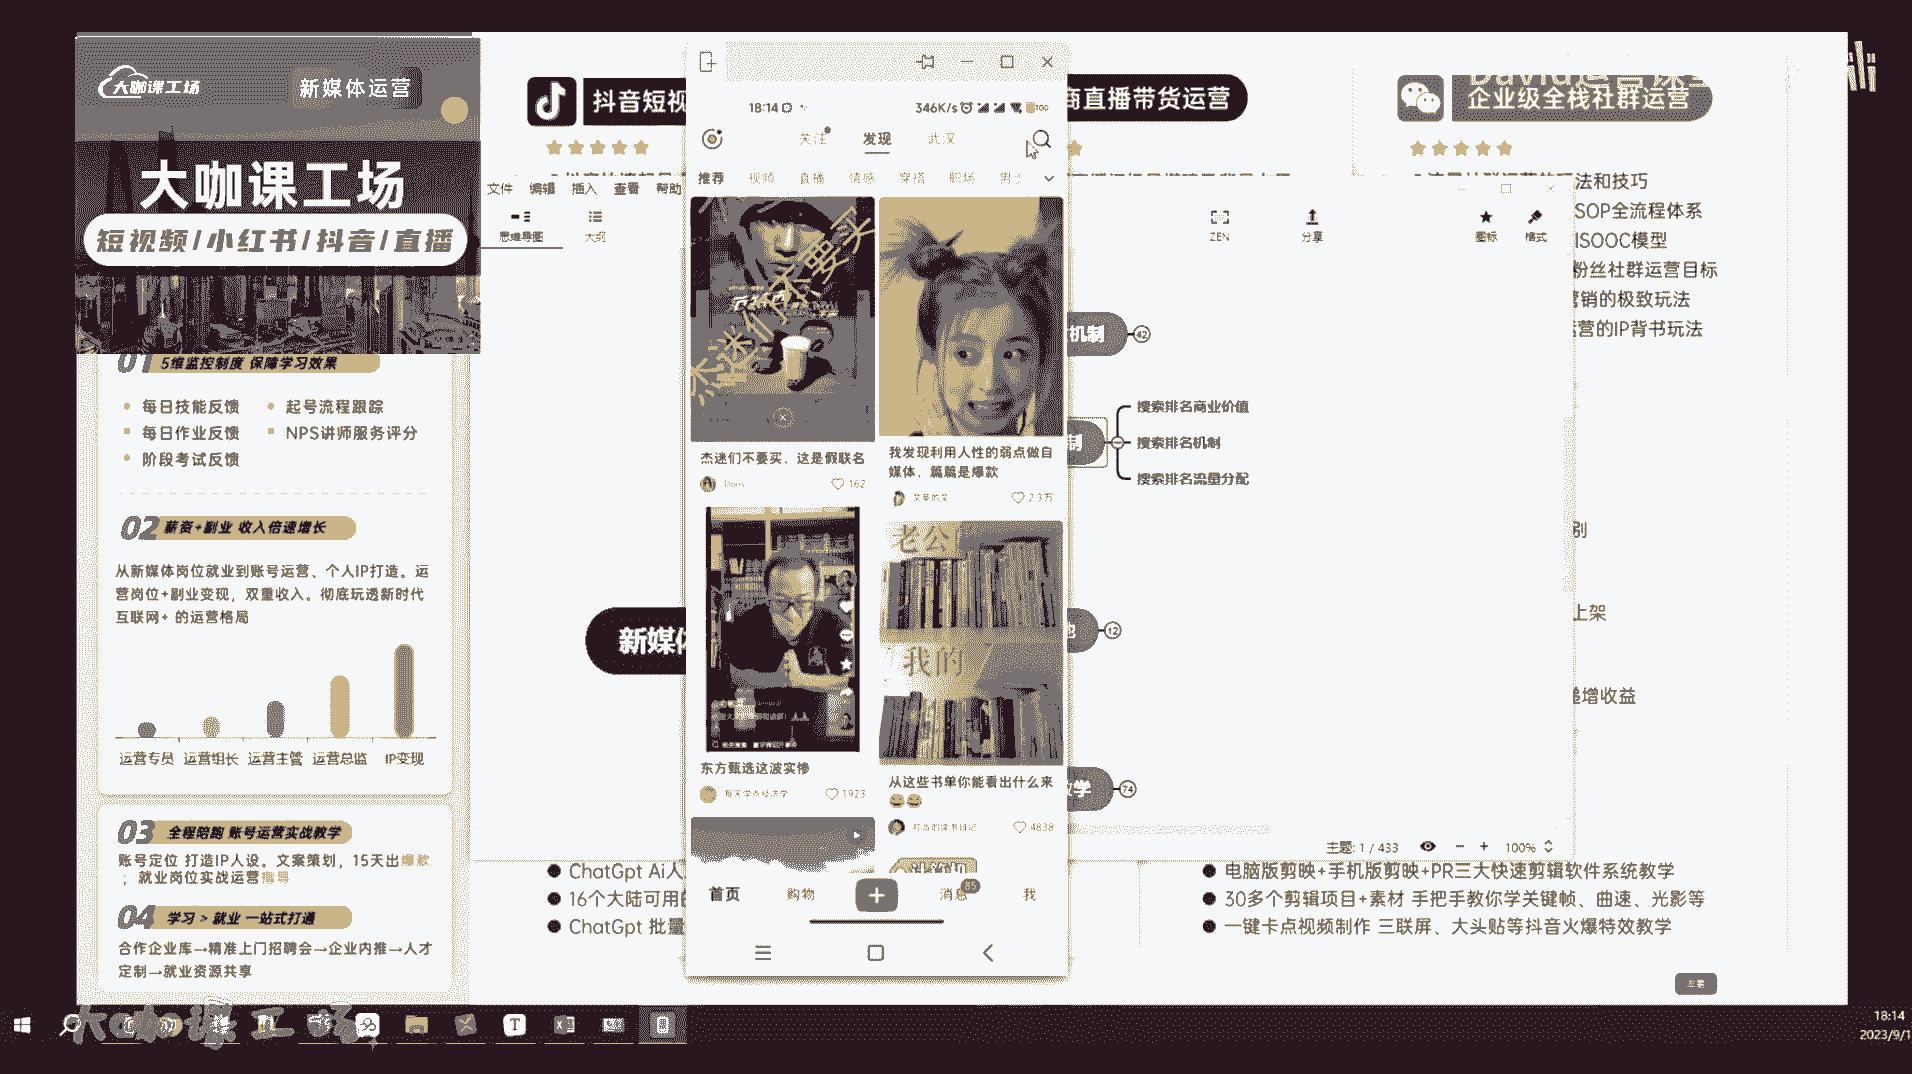 大咖课工场
新媒体运营
大咖课工场
短视频/小红书/抖音/直播
01 5维监控制度 保障学习效果
每日技能反馈
起号流程跟踪
每日作业反馈
NPS讲师服务评分
阶段考试反馈
02 薪资+副业 收入倍速增长
从新媒体岗位就业到账号运营、个人IP打造。运
营岗位+副业变现，双重收入。彻底玩透新时代
互联网+ 的运营格局
运营专员 运营组长 运营主管 运营总监 IP变现
03 全程陪跑 账号运营实战教学
账号定位 打造IP人设。文案策划，15天出爆款
；就业岗位实战运营指导
04 学习 > 就业 一站式打通
合作企业库→精准上门招聘会→企业内推→人才
定制→就业资源共享
抖音短视
商直播带货运营
企业级全栈社群运营
文件 编辑 插入 查看 帮助
思维导图 大纲
ZEN 分享 图标 格式
法和技巧
SOP全流程体系
ISOOC模型
粉丝社群运营目标
营销的极致玩法
运营的IP背书玩法
别
上架
递增收益
机制 42
搜索排名商业价值
搜索排名机制
搜索排名流量分配
新媒体
12
学 74
主题: 1 / 433
100%
18:14
346K/s
100
关注 发现 武汉
推荐 视频 直播 情感 穿搭 职场 男士
杰迷们不要买
杰迷们不要买，这是假联名
162
我发现利用人性的弱点做自
媒体，篇篇是爆款
2.3万
老公
我的
东方甄选这波实惨
每天学点经济学
1923
从这些书单你能看出什么来
4838
首页 购物 消息 85 我
ChatGpt Ai人
16个大陆可用的
ChatGpt 批量
电脑版剪映+手机版剪映+PR三大快速剪辑软件系统教学
30多个剪辑项目+素材 手把手教你学关键帧、曲速、光影等
一键卡点视频制作 三联屏、大头贴等抖音火爆特效教学
大咖课工场
18:14
2023/9/1